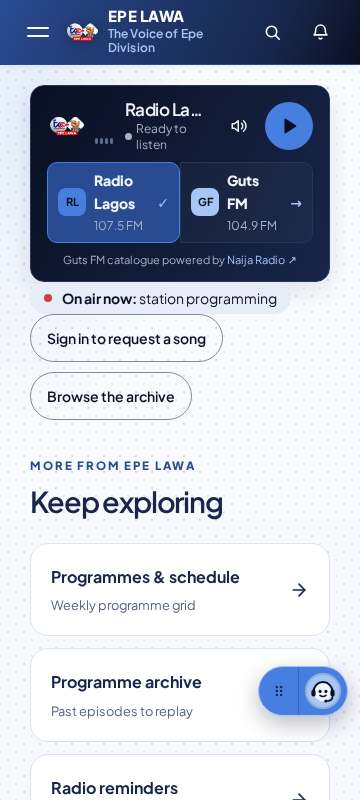 EPE LAWA
The Voice of Epe
Division
Radio La...
Ready to
listen
RL
Radio
Lagos
107.5 FM
✓
GF
Guts
FM
104.9 FM
→
Guts FM catalogue powered by Naija Radio ↗
On air now: station programming
Sign in to request a song
Browse the archive
MORE FROM EPE LAWA
Keep exploring
Programmes & schedule
Weekly programme grid
→
Programme archive
Past episodes to replay
Radio reminders